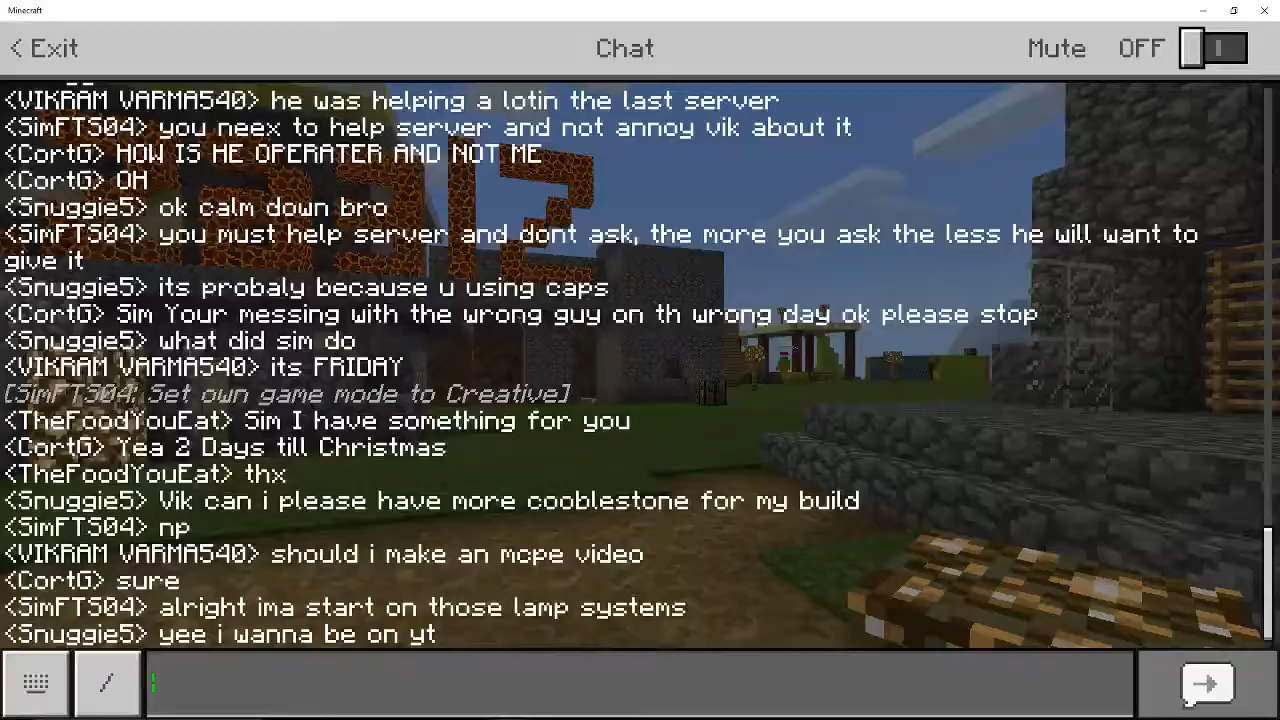 Minecraft
< Exit
Chat
Mute OFF
<VIKRAM VARMA540> he was helping a lotin the last server
<SimFTS04> you neex to help server and not annoy vik about it
<CortG> HOW IS HE OPERATER AND NOT ME
<CortG> OH
<Snuggie5> ok calm down bro
<SimFTS04> you must help server and dont ask, the more you ask the less he will want to
give it
<Snuggie5> its probaly because u using caps
<CortG> Sim Your messing with the wrong guy on th wrong day ok please stop
<Snuggie5> what did sim do
<VIKRAM VARMA540> its FRIDAY
[SimFTS04: Set own game mode to Creative]
<TheFoodYouEat> Sim I have something for you
<CortG> Yea 2 Days till Christmas
<TheFoodYouEat> thx
<Snuggie5> Vik can i please have more cooblestone for my build
<SimFTS04> np
<VIKRAM VARMA540> should i make an mcpe video
<CortG> sure
<SimFTS04> alright ima start on those lamp systems
<Snuggie5> yee i wanna be on yt
/